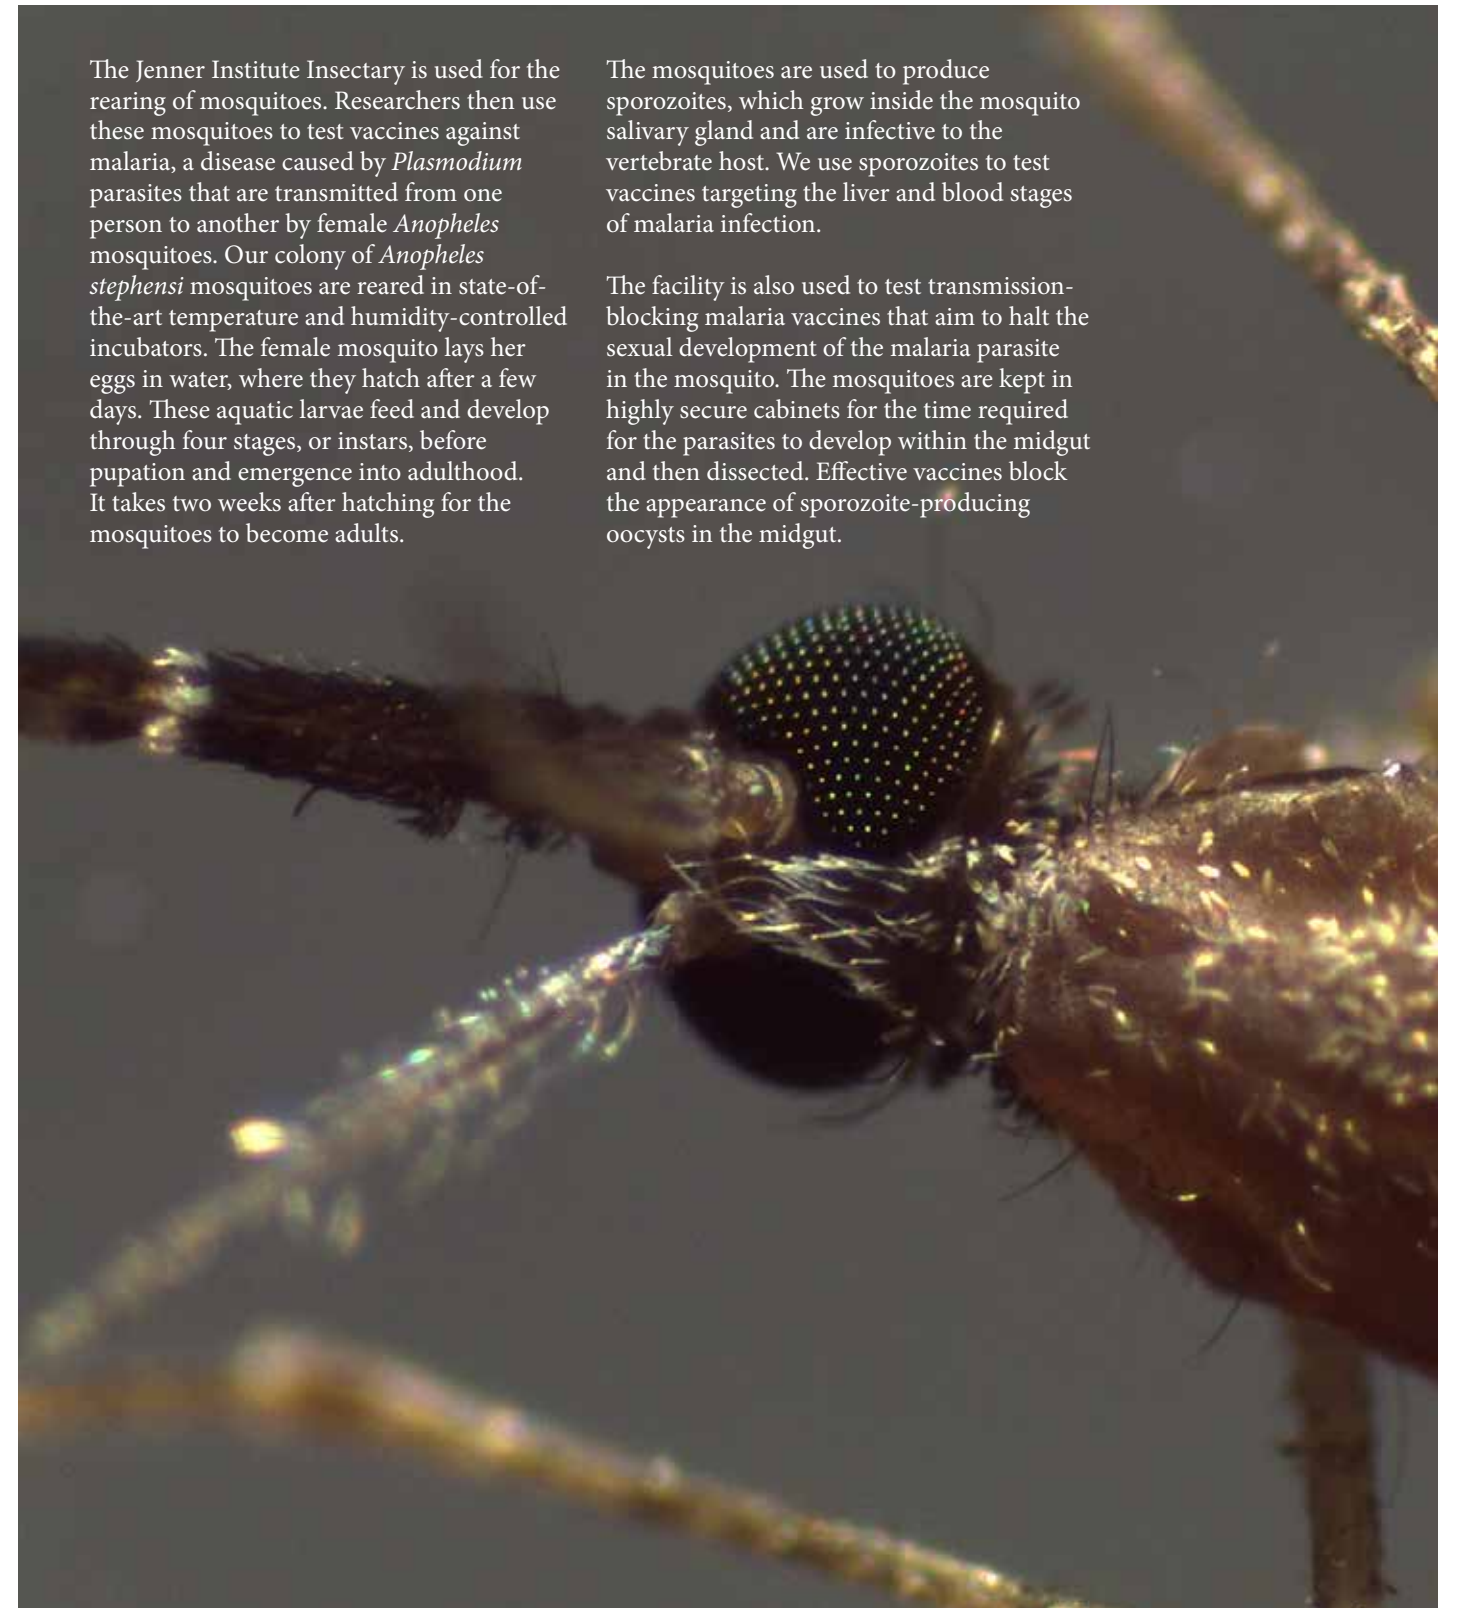 The Jenner Institute Insectary is used for the
rearing of mosquitoes. Researchers then use
these mosquitoes to test vaccines against
malaria, a disease caused by Plasmodium
parasites that are transmitted from one
person to another by female Anopheles
mosquitoes. Our colony of Anopheles
stephensi mosquitoes are reared in state-of-
the-art temperature and humidity-controlled
incubators. The female mosquito lays her
eggs in water, where they hatch after a few
days. These aquatic larvae feed and develop
through four stages, or instars, before
pupation and emergence into adulthood.
It takes two weeks after hatching for the
mosquitoes to become adults.
The mosquitoes are used to produce
sporozoites, which grow inside the mosquito
salivary gland and are infective to the
vertebrate host. We use sporozoites to test
vaccines targeting the liver and blood stages
of malaria infection.
The facility is also used to test transmission-
blocking malaria vaccines that aim to halt the
sexual development of the malaria parasite
in the mosquito. The mosquitoes are kept in
highly secure cabinets for the time required
for the parasites to develop within the midgut
and then dissected. Effective vaccines block
the appearance of sporozoite-producing
oocysts in the midgut.